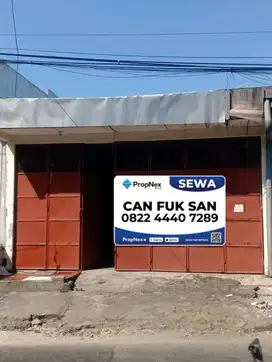 PropNex
SEWA
CAN FUK SAN
0822 4440 7289
PROPNEX